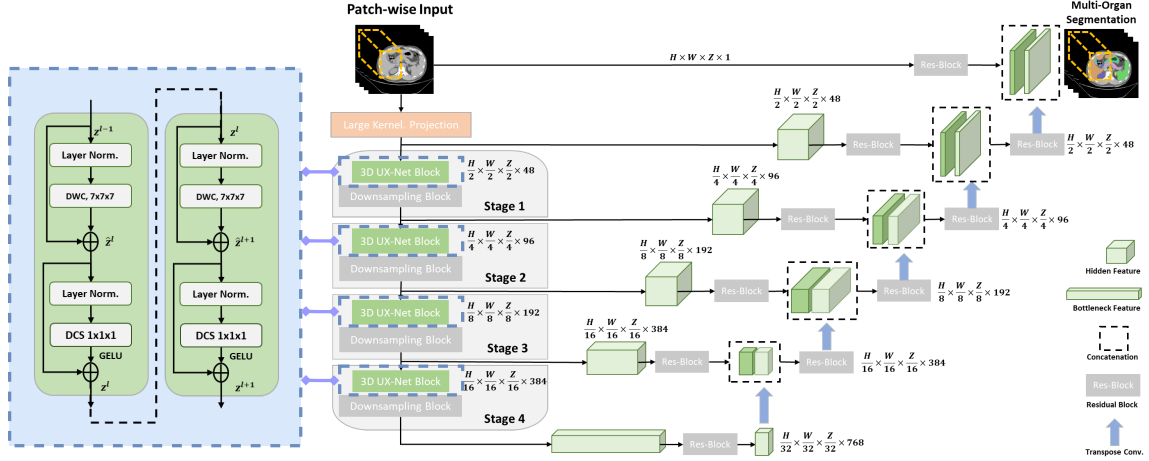 Patch-wise Input
Multi-Organ
Segmentation
H × W × Z × 1
Res-Block
Large Kernel. Projection
H/2 × W/2 × Z/2 × 48
Res-Block
Res-Block
H/2 × W/2 × Z/2 × 48
z^{l-1}
Layer Norm.
DWC, 7x7x7
ẑ^l
Layer Norm.
DCS 1x1x1
GELU
z^l
z^l
Layer Norm.
DWC, 7x7x7
ẑ^{l+1}
Layer Norm.
DCS 1x1x1
GELU
z^{l+1}
3D UX-Net Block
H/2 × W/2 × Z/2 × 48
Downsampling Block
Stage 1
H/4 × W/4 × Z/4 × 96
Res-Block
Res-Block
H/4 × W/4 × Z/4 × 96
3D UX-Net Block
H/4 × W/4 × Z/4 × 96
Downsampling Block
Stage 2
H/8 × W/8 × Z/8 × 192
Res-Block
Res-Block
H/8 × W/8 × Z/8 × 192
3D UX-Net Block
H/8 × W/8 × Z/8 × 192
Downsampling Block
Stage 3
H/16 × W/16 × Z/16 × 384
Res-Block
Res-Block
H/16 × W/16 × Z/16 × 384
3D UX-Net Block
H/16 × W/16 × Z/16 × 384
Downsampling Block
Stage 4
Res-Block
H/32 × W/32 × Z/32 × 768
Hidden Feature
Bottleneck Feature
Concatenation
Res-Block
Residual Block
Transpose Conv.